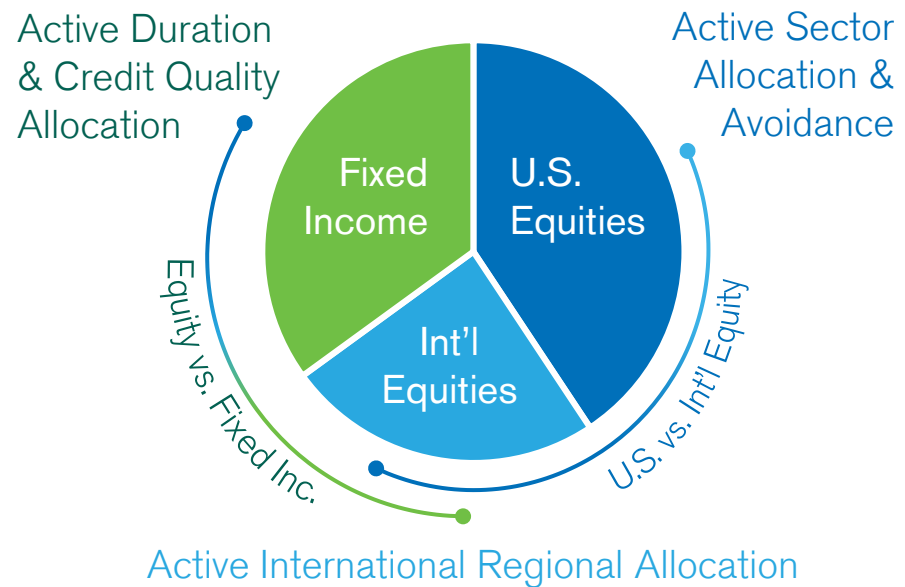 Active Duration
& Credit Quality
Allocation
Active Sector
Allocation &
Avoidance
Fixed
Income
U.S.
Equities
Int'l
Equities
Equity vs. Fixed Inc.
U.S. vs. Int'l Equity
Active International Regional Allocation